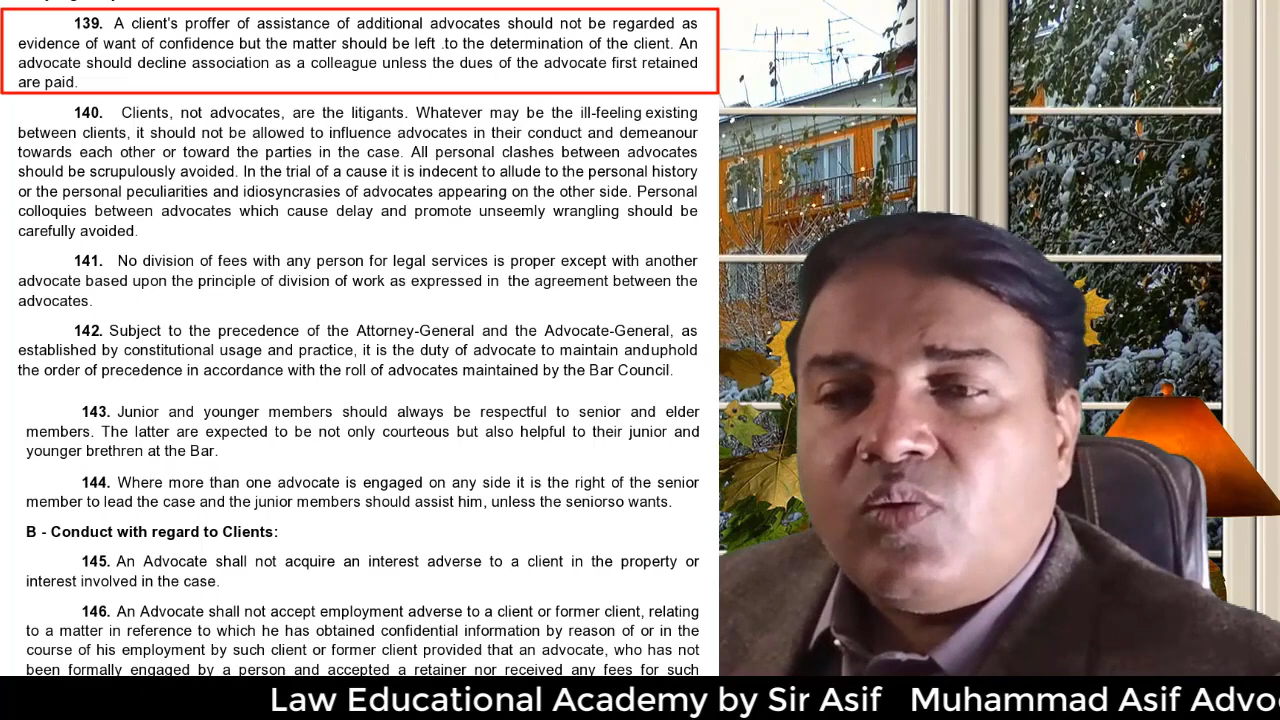 139. A client's proffer of assistance of additional advocates should not be regarded as
evidence of want of confidence but the matter should be left .to the determination of the client. An
advocate should decline association as a colleague unless the dues of the advocate first retained
are paid.
140. Clients, not advocates, are the litigants. Whatever may be the ill-feeling existing
between clients, it should not be allowed to influence advocates in their conduct and demeanour
towards each other or toward the parties in the case. All personal clashes between advocates
should be scrupulously avoided. In the trial of a cause it is indecent to allude to the personal history
or the personal peculiarities and idiosyncrasies of advocates appearing on the other side. Personal
colloquies between advocates which cause delay and promote unseemly wrangling should be
carefully avoided.
141. No division of fees with any person for legal services is proper except with another
advocate based upon the principle of division of work as expressed in the agreement between the
advocates.
142. Subject to the precedence of the Attorney-General and the Advocate-General, as
established by constitutional usage and practice, it is the duty of advocate to maintain anduphold
the order of precedence in accordance with the roll of advocates maintained by the Bar Council.
143. Junior and younger members should always be respectful to senior and elder
members. The latter are expected to be not only courteous but also helpful to their junior and
younger brethren at the Bar.
144. Where more than one advocate is engaged on any side it is the right of the senior
member to lead the case and the junior members should assist him, unless the seniorso wants.
B - Conduct with regard to Clients:
145. An Advocate shall not acquire an interest adverse to a client in the property or
interest involved in the case.
146. An Advocate shall not accept employment adverse to a client or former client, relating
to a matter in reference to which he has obtained confidential information by reason of or in the
course of his employment by such client or former client provided that an advocate, who has not
been formally engaged by a person and accepted a retainer nor received any fees for such
Law Educational Academy by Sir Asif Muhammad Asif Advo